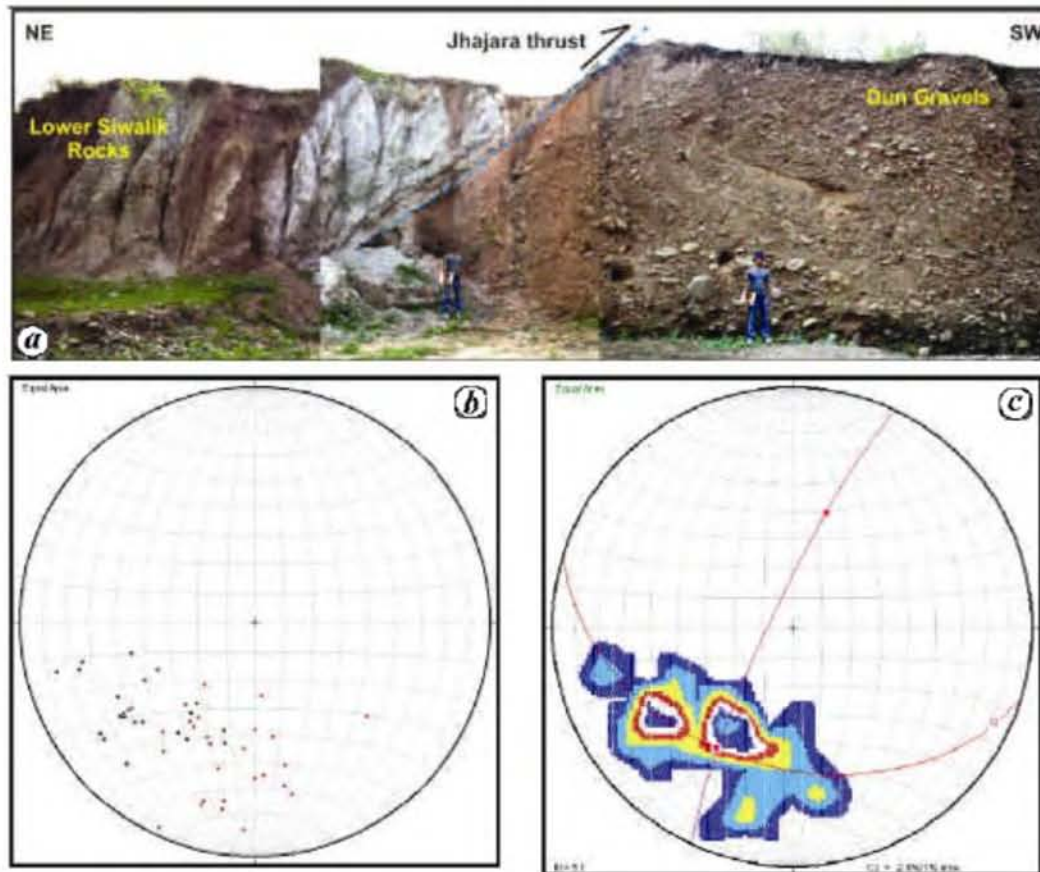 NE
Jhajara thrust
SW
Lower Siwalik
Rocks
Dun Gravels
a
Equal Area
b
Equal Area
c